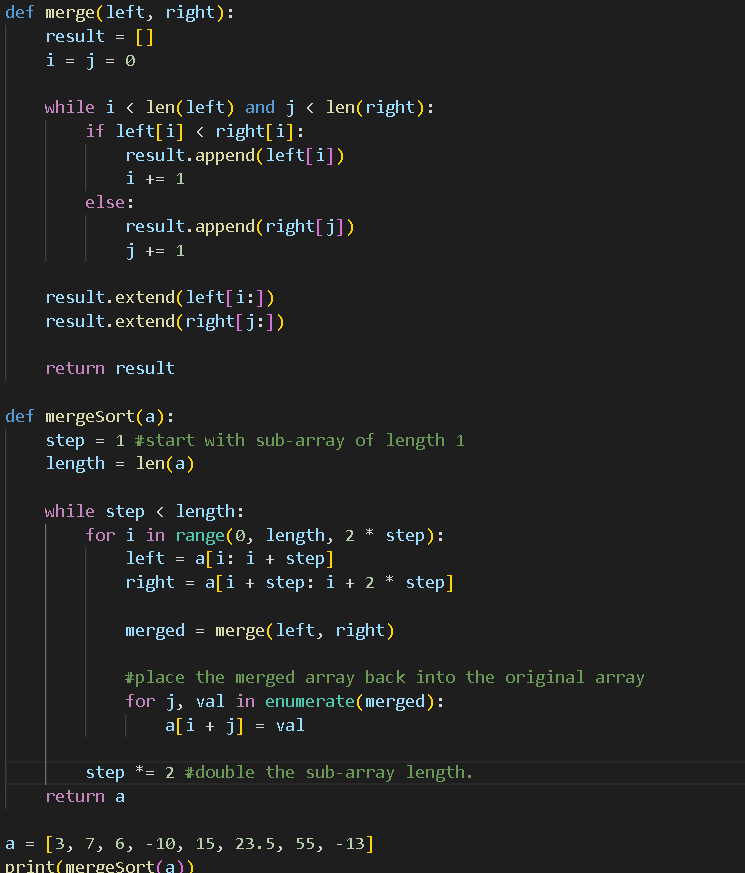 def merge(left, right):
    result = []
    i = j = 0

    while i < len(left) and j < len(right):
        if left[i] < right[i]:
            result.append(left[i])
            i += 1
        else:
            result.append(right[j])
            j += 1

    result.extend(left[i:])
    result.extend(right[j:])

    return result

def mergeSort(a):
    step = 1 #start with sub-array of length 1
    length = len(a)

    while step < length:
        for i in range(0, length, 2 * step):
            left = a[i: i + step]
            right = a[i + step: i + 2 * step]

            merged = merge(left, right)

            #place the merged array back into the original array
            for j, val in enumerate(merged):
                a[i + j] = val

        step *= 2 #double the sub-array length.
    return a

a = [3, 7, 6, -10, 15, 23.5, 55, -13]
print(mergeSort(a))